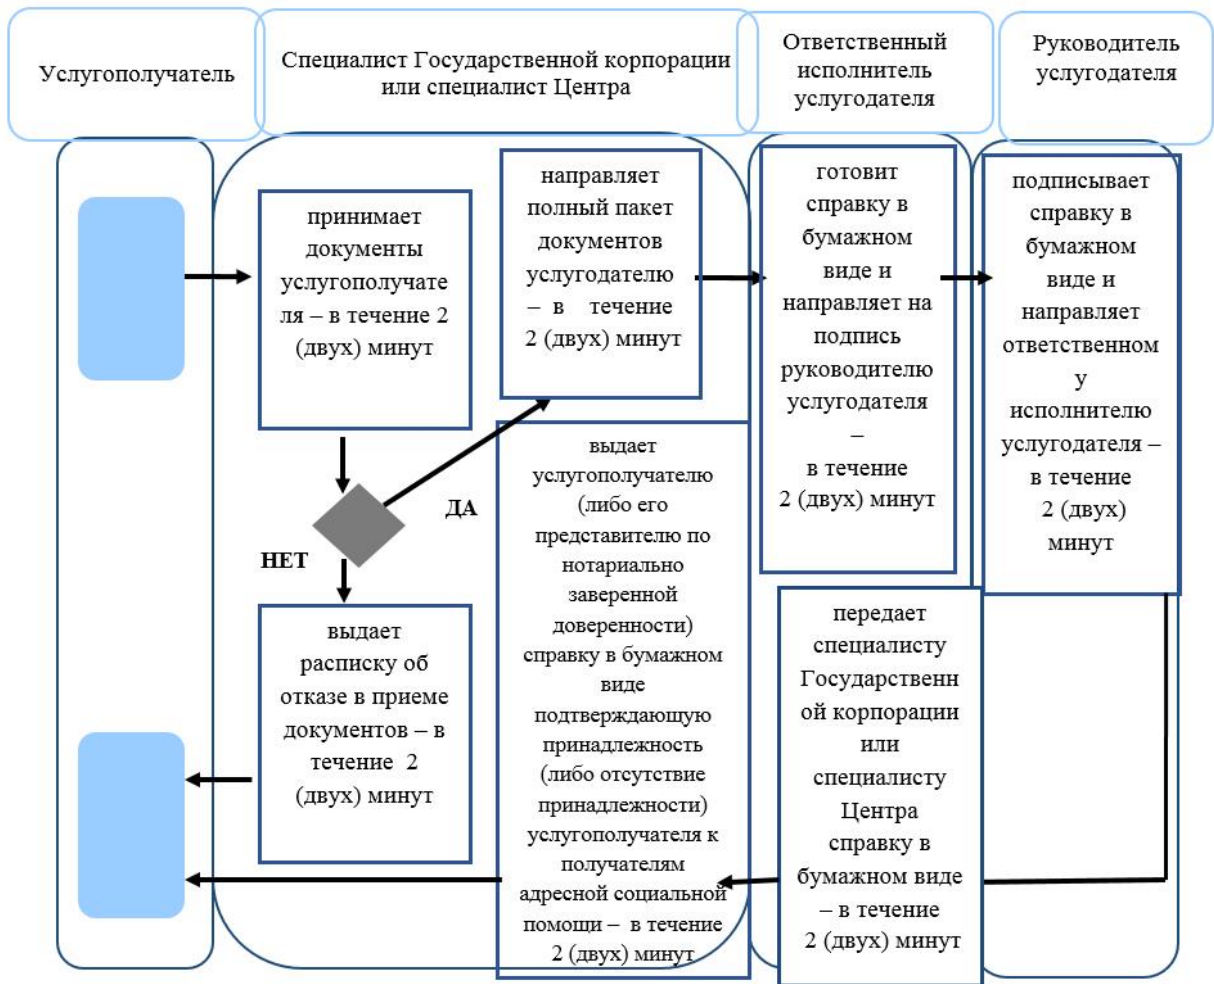 Услугополучатель
Специалист Государственной корпорации
или специалист Центра
Ответственный
исполнитель
услугодателя
Руководитель
услугодателя
принимает
документы
услугополучате
ля – в течение 2
(двух) минут
направляет
полный пакет
документов
услугодателю
– в течение
2 (двух) минут
готовит
справку в
бумажном
виде и
направляет на
подпись
руководителю
услугодателя
–
в течение
2 (двух) минут
подписывает
справку в
бумажном
виде и
направляет
ответственном
у
исполнителю
услугодателя –
в течение
2 (двух)
минут
ДА
НЕТ
выдает
расписку об
отказе в приеме
документов – в
течение 2
(двух) минут
выдает
услугополучателю
(либо его
представителю по
нотариально
заверенной
доверенности)
справку в бумажном
виде
подтверждающую
принадлежность
(либо отсутствие
принадлежности)
услугополучателя к
получателям
адресной социальной
помощи – в течение
2 (двух) минут
передает
специалисту
Государственн
ой корпорации
или
специалисту
Центра
справку в
бумажном виде
– в течение
2 (двух) минут